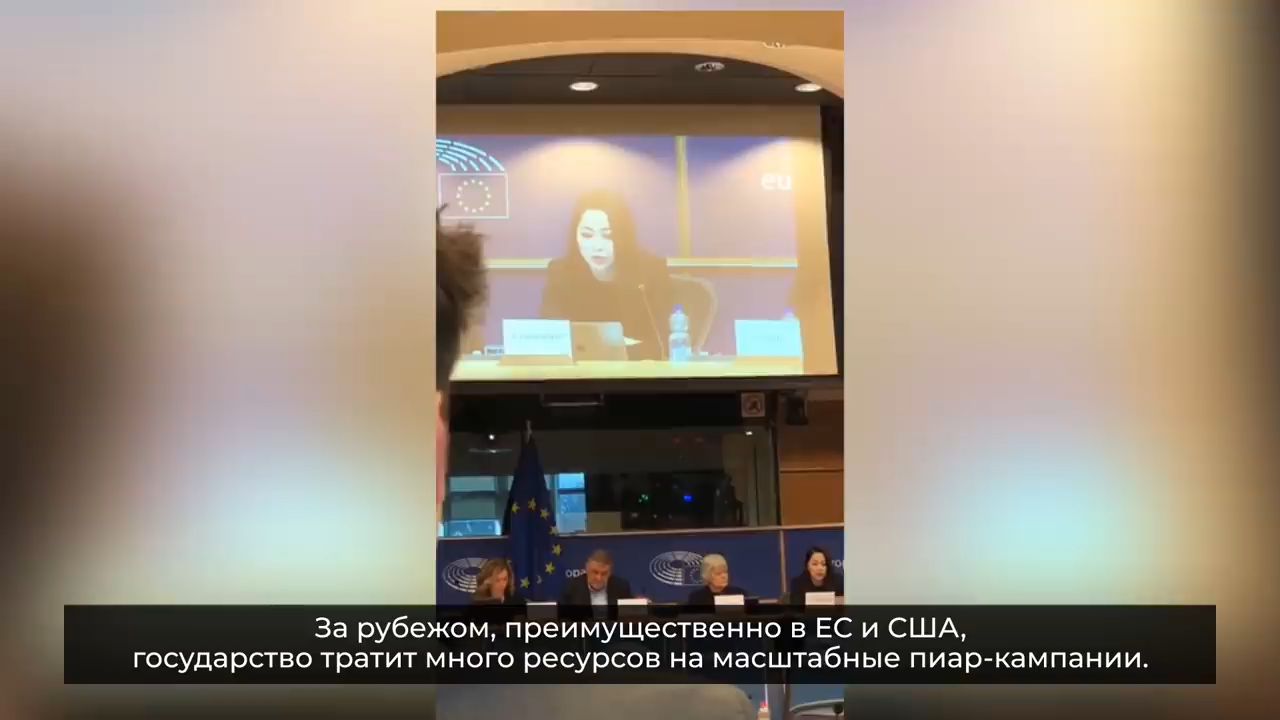 eu
За рубежом, преимущественно в ЕС и США,
государство тратит много ресурсов на масштабные пиар-кампании.